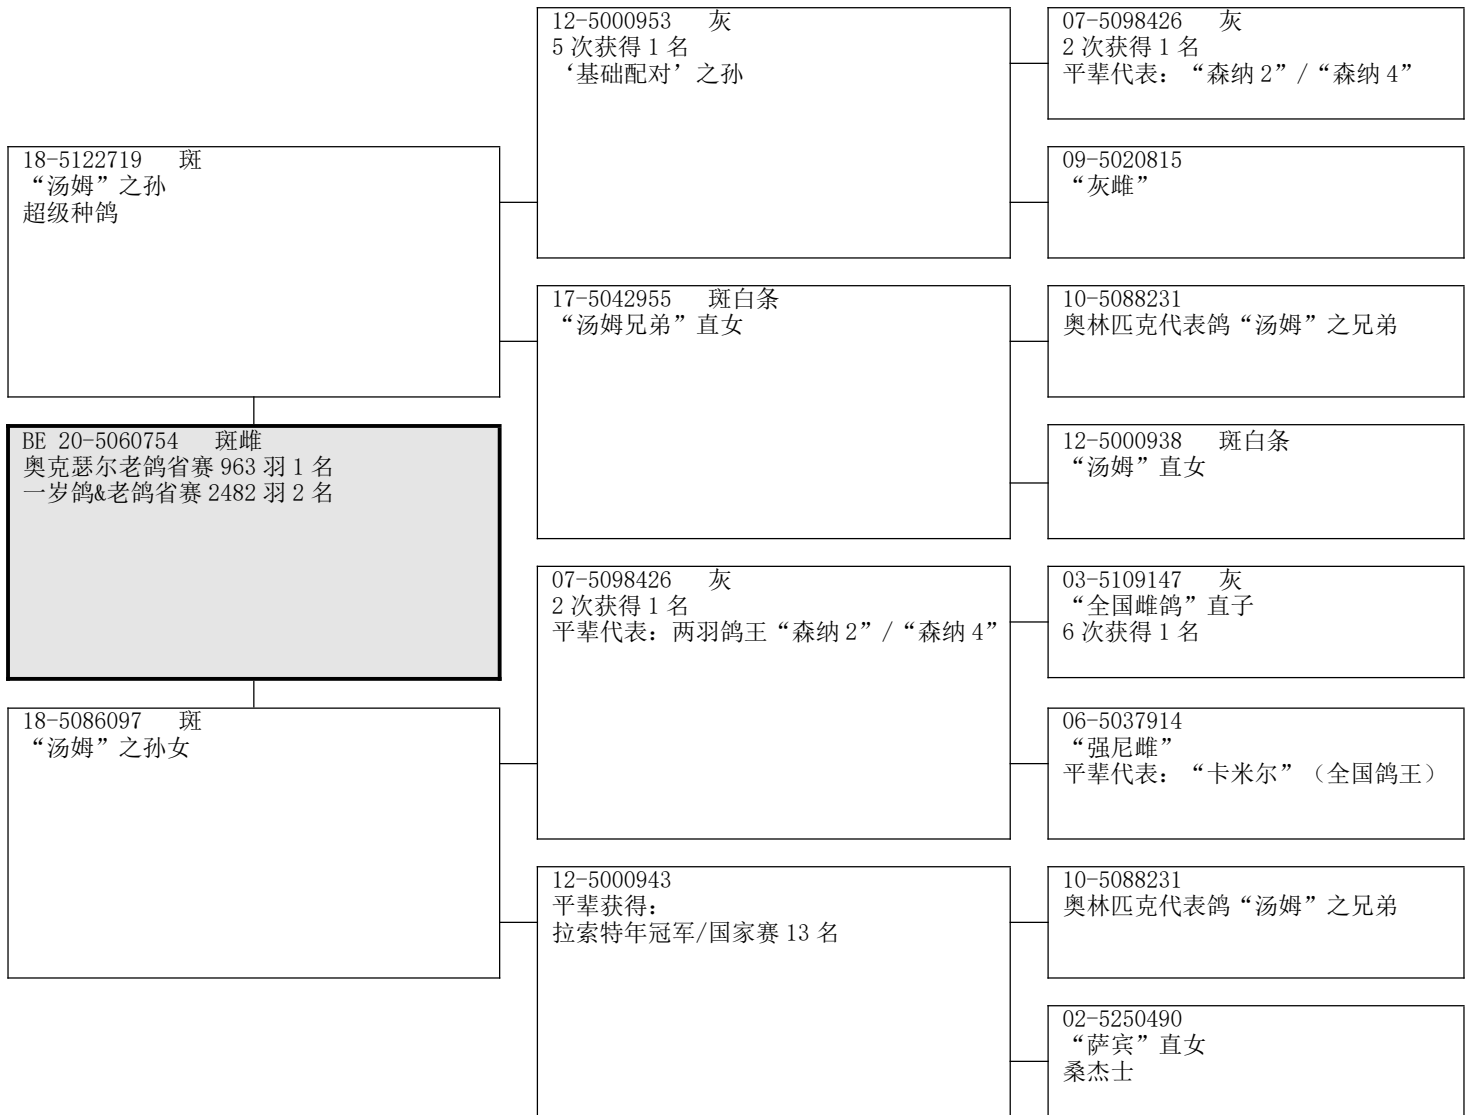 12-5000953 灰
5 次获得 1 名
‘基础配对’之孙
07-5098426 灰
2 次获得 1 名
平辈代表：“森纳 2”/“森纳 4”
18-5122719 斑
“汤姆”之孙
超级种鸽
09-5020815
“灰雌”
17-5042955 斑白条
“汤姆兄弟”直女
10-5088231
奥林匹克代表鸽“汤姆”之兄弟
BE 20-5060754 斑雌
奥克瑟尔老鸽省赛 963 羽 1 名
一岁鸽&老鸽省赛 2482 羽 2 名
12-5000938 斑白条
“汤姆”直女
07-5098426 灰
2 次获得 1 名
平辈代表：两羽鸽王“森纳 2”/“森纳 4”
03-5109147 灰
“全国雌鸽”直子
6 次获得 1 名
18-5086097 斑
“汤姆”之孙女
06-5037914
“强尼雌”
平辈代表：“卡米尔”（全国鸽王）
12-5000943
平辈获得：
拉索特年冠军/国家赛 13 名
10-5088231
奥林匹克代表鸽“汤姆”之兄弟
02-5250490
“萨宾”直女
桑杰士